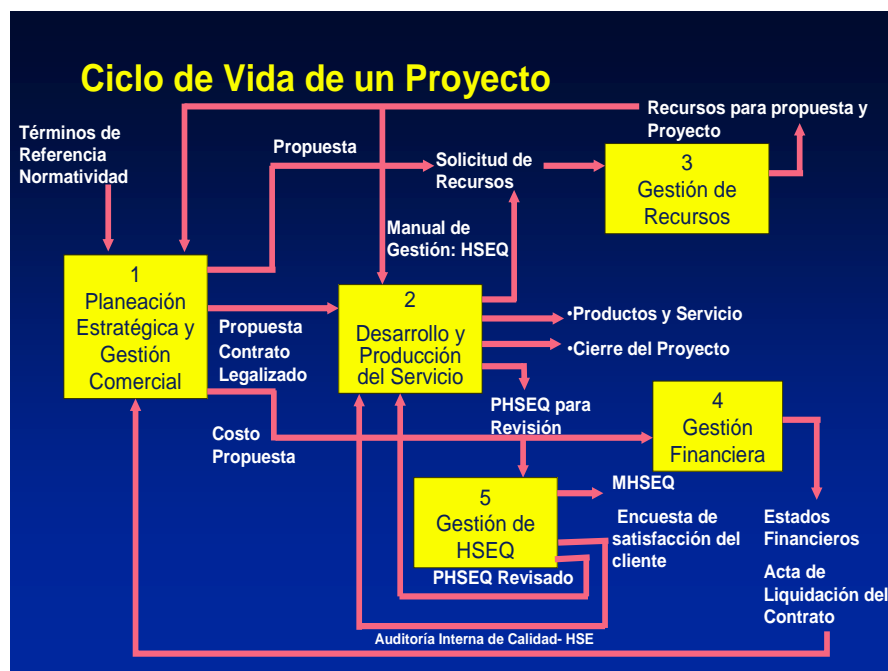 Ciclo de Vida de un Proyecto
Términos de
Referencia
Normatividad
Propuesta
Solicitud de
Recursos
Recursos para propuesta y
Proyecto
3
Gestión de
Recursos
Manual de
Gestión: HSEQ
1
Planeación
Estratégica y
Gestión
Comercial
Propuesta
Contrato
Legalizado
2
Desarrollo y
Producción
del Servicio
•Productos y Servicio
•Cierre del Proyecto
PHSEQ para
Revisión
Costo
Propuesta
4
Gestión
Financiera
5
Gestión de
HSEQ
MHSEQ
Encuesta de
satisfacción del
cliente
PHSEQ Revisado
Estados
Financieros
Acta de
Liquidación del
Contrato
Auditoría Interna de Calidad- HSE